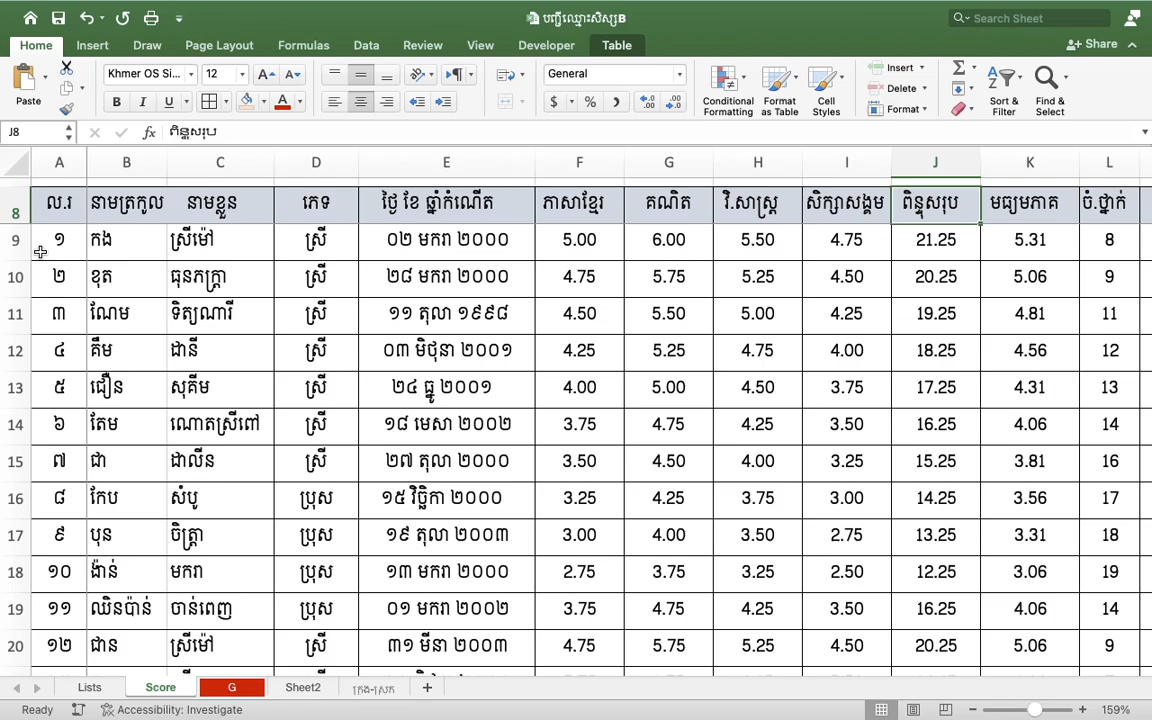 បញ្ជីឈ្មោះសិស្សB
Search Sheet
Home Insert Draw Page Layout Formulas Data Review View Developer Table Share
Paste Khmer OS Si... 12 General Conditional Formatting Format as Table Cell Styles Insert Delete Format Sort & Filter Find & Select
J8 fx ពិន្ទុសរុប
A B C D E F G H I J K L
8 ល.រ នាមត្រកូល នាមខ្លួន ភេទ ថ្ងៃ ខែ ឆ្នាំកំណើត ភាសាខ្មែរ គណិត វិ.សាស្ត្រ សិក្សាសង្គម ពិន្ទុសរុប មធ្យមភាគ ចំ.ថ្នាក់
9 ១ កង ស្រីម៉ៅ ស្រី ០២ មករា ២០០០ 5.00 6.00 5.50 4.75 21.25 5.31 8
10 ២ ខុត ធុនភក្ត្រា ស្រី ២៨ មករា ២០០០ 4.75 5.75 5.25 4.50 20.25 5.06 9
11 ៣ ណែម ទិត្យណារី ស្រី ១១ តុលា ១៩៩៨ 4.50 5.50 5.00 4.25 19.25 4.81 11
12 ៤ គឹម ដានី ស្រី ០៣ មិថុនា ២០០១ 4.25 5.25 4.75 4.00 18.25 4.56 12
13 ៥ ជឿន សុគីម ស្រី ២៤ ធ្នូ ២០០១ 4.00 5.00 4.50 3.75 17.25 4.31 13
14 ៦ តែម ណោតស្រីពៅ ស្រី ១៨ មេសា ២០០២ 3.75 4.75 4.25 3.50 16.25 4.06 14
15 ៧ ជា ដាលីន ស្រី ២៧ តុលា ២០០០ 3.50 4.50 4.00 3.25 15.25 3.81 16
16 ៨ កែប សំបូ ប្រុស ១៥ វិច្ឆិកា ២០០០ 3.25 4.25 3.75 3.00 14.25 3.56 17
17 ៩ បុន ចិត្រ្តា ប្រុស ១៩ តុលា ២០០៣ 3.00 4.00 3.50 2.75 13.25 3.31 18
18 ១០ ង៉ាន់ មករា ប្រុស ១៣ មករា ២០០០ 2.75 3.75 3.25 2.50 12.25 3.06 19
19 ១១ ឈិនប៉ាន់ ចាន់ពេញ ប្រុស ០១ មករា ២០០២ 3.75 4.75 4.25 3.50 16.25 4.06 14
20 ១២ ជាន ស្រីម៉ៅ ស្រី ៣១ មីនា ២០០៣ 4.75 5.75 5.25 4.50 20.25 5.06 9
Lists Score G Sheet2
Ready Accessibility: Investigate 159%